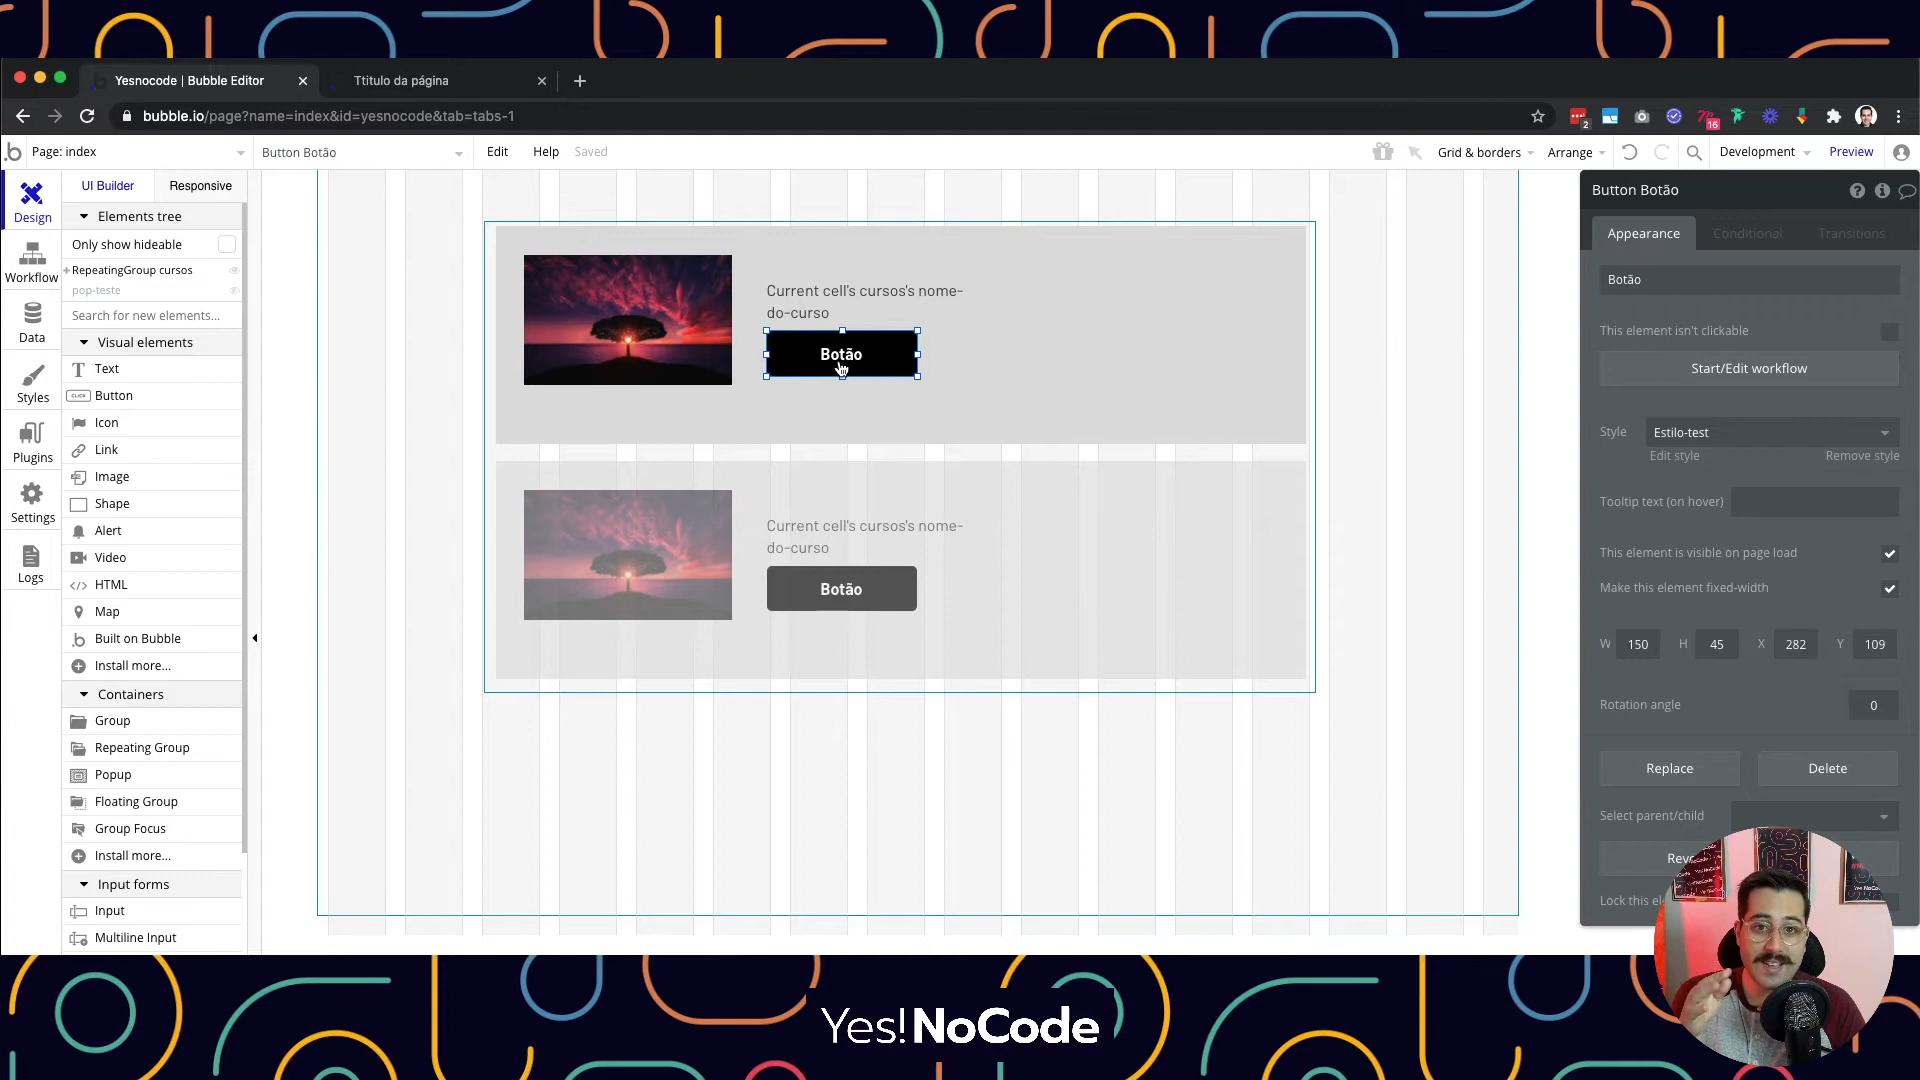 Yesnocode | Bubble Editor
Ttitulo da página
bubble.io/page?name=index&id=yesnocode&tab=tabs-1
2
16
Page: index
Button Botão
Edit
Help
Saved
Grid & borders
Arrange
Development
Preview
Design
Workflow
Data
Styles
Plugins
Settings
Logs
UI Builder
Responsive
Elements tree
Only show hideable
RepeatingGroup cursos
pop-teste
Search for new elements...
Visual elements
Text
CLICK
Button
Icon
Link
Image
Shape
Alert
Video
HTML
Map
Built on Bubble
Install more...
Containers
Group
Repeating Group
Popup
Floating Group
Group Focus
Install more...
Input forms
Input
Multiline Input
Current cell's cursos's nome-
do-curso
Botão
Current cell's cursos's nome-
do-curso
Botão
Button Botão
Appearance
Conditional
Transitions
Botão
This element isn't clickable
Start/Edit workflow
Style
Estilo-test
Edit style
Remove style
Tooltip text (on hover)
This element is visible on page load
Make this element fixed-width
W 150 H 45 X 282 Y 109
Rotation angle
0
Replace
Delete
Select parent/child
Lock this
Yes! NoCode